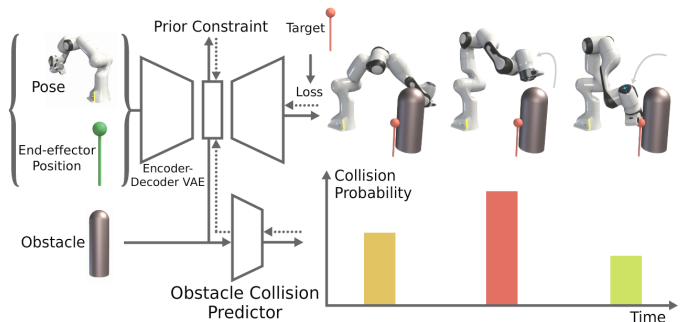 Prior Constraint
Target
Pose
Loss
End-effector
Position
Encoder-
Decoder VAE
Obstacle
Collision
Probability
Obstacle Collision
Predictor
Time